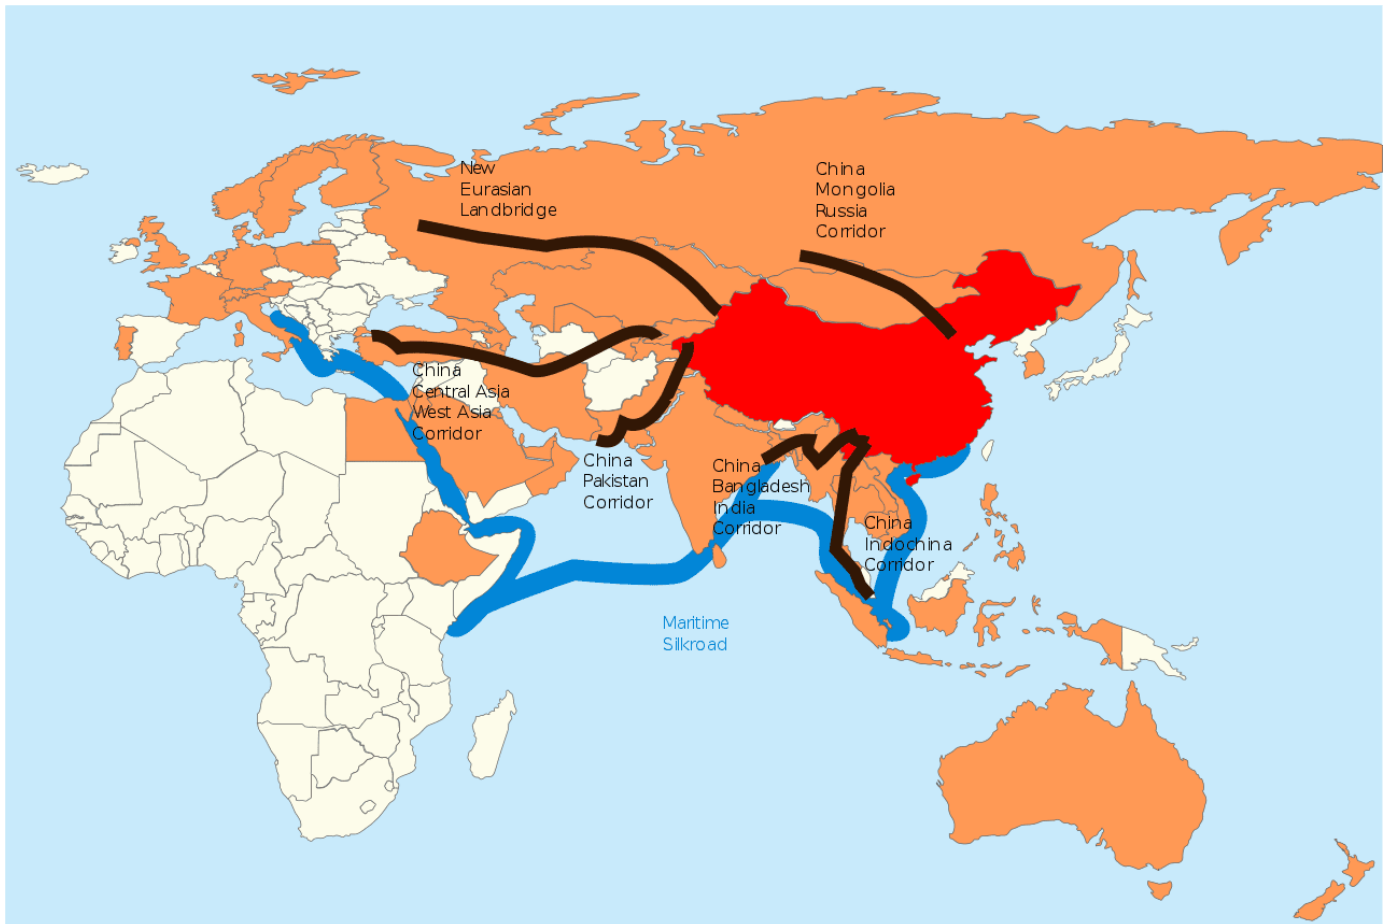 New
Eurasian
Landbridge
China
Mongolia
Russia
Corridor
China
Central Asia
West Asia
Corridor
China
Pakistan
Corridor
China
Bangladesh
India
Corridor
China
Indochina
Corridor
Maritime
Silkroad